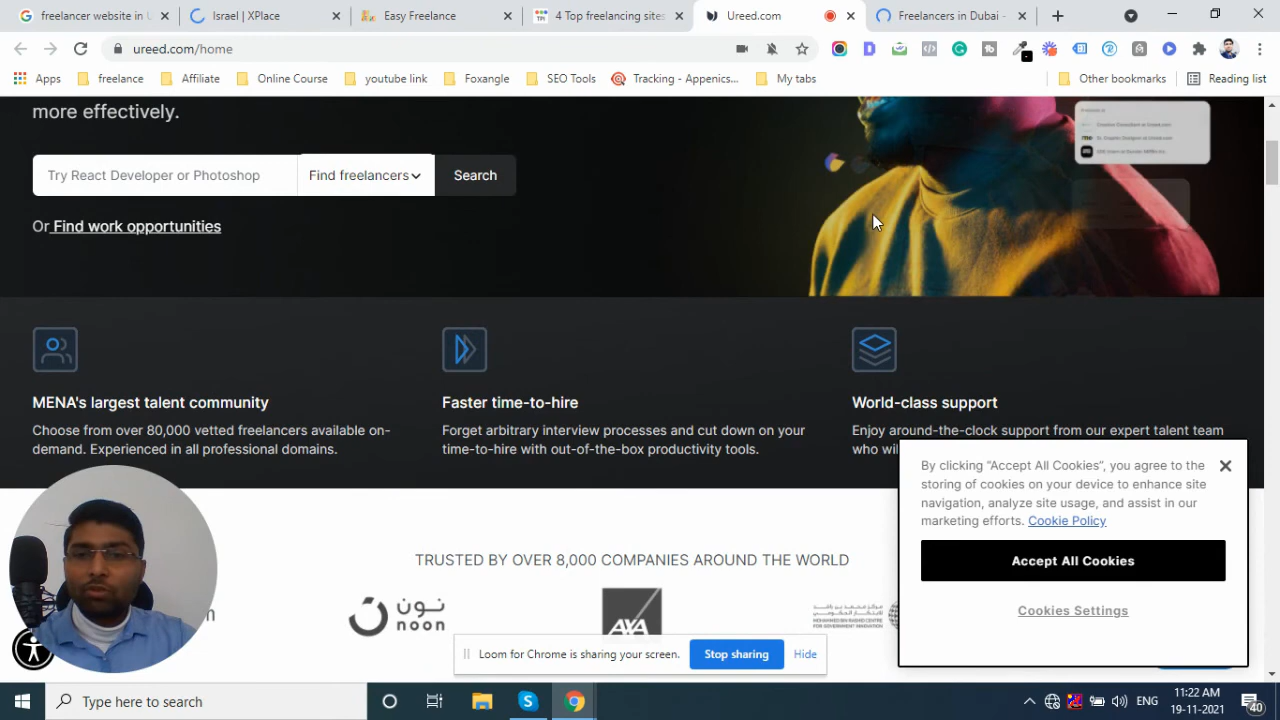 freelancer website in U
Israel | XPlace
Easy Freelance
4 Top freelancing sites
Ureed.com
Freelancers in Dubai -
ureed.com/home
Apps
freelance
Affiliate
Online Course
youtube link
Foxangle
SEO Tools
Tracking - Appenics...
My tabs
Other bookmarks
Reading list
more effectively.
Try React Developer or Photoshop
Find freelancers
Search
Or Find work opportunities
MENA's largest talent community
Faster time-to-hire
World-class support
Choose from over 80,000 vetted freelancers available on-
demand. Experienced in all professional domains.
Forget arbitrary interview processes and cut down on your
time-to-hire with out-of-the-box productivity tools.
Enjoy around-the-clock support from our expert talent team
who wil
By clicking “Accept All Cookies”, you agree to the
storing of cookies on your device to enhance site
navigation, analyze site usage, and assist in our
marketing efforts. Cookie Policy
Accept All Cookies
Cookies Settings
TRUSTED BY OVER 8,000 COMPANIES AROUND THE WORLD
نون
noon
AXA
Loom for Chrome is sharing your screen.
Stop sharing
Hide
Type here to search
ENG
11:22 AM
19-11-2021
40